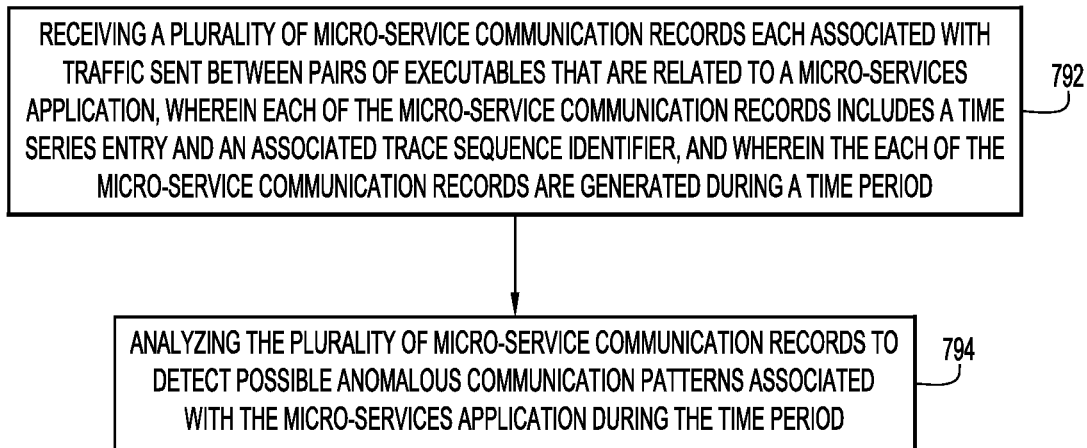 RECEIVING A PLURALITY OF MICRO-SERVICE COMMUNICATION RECORDS EACH ASSOCIATED WITH
TRAFFIC SENT BETWEEN PAIRS OF EXECUTABLES THAT ARE RELATED TO A MICRO-SERVICES
APPLICATION, WHEREIN EACH OF THE MICRO-SERVICE COMMUNICATION RECORDS INCLUDES A TIME
SERIES ENTRY AND AN ASSOCIATED TRACE SEQUENCE IDENTIFIER, AND WHEREIN THE EACH OF THE
MICRO-SERVICE COMMUNICATION RECORDS ARE GENERATED DURING A TIME PERIOD
792
ANALYZING THE PLURALITY OF MICRO-SERVICE COMMUNICATION RECORDS TO
DETECT POSSIBLE ANOMALOUS COMMUNICATION PATTERNS ASSOCIATED
WITH THE MICRO-SERVICES APPLICATION DURING THE TIME PERIOD
794